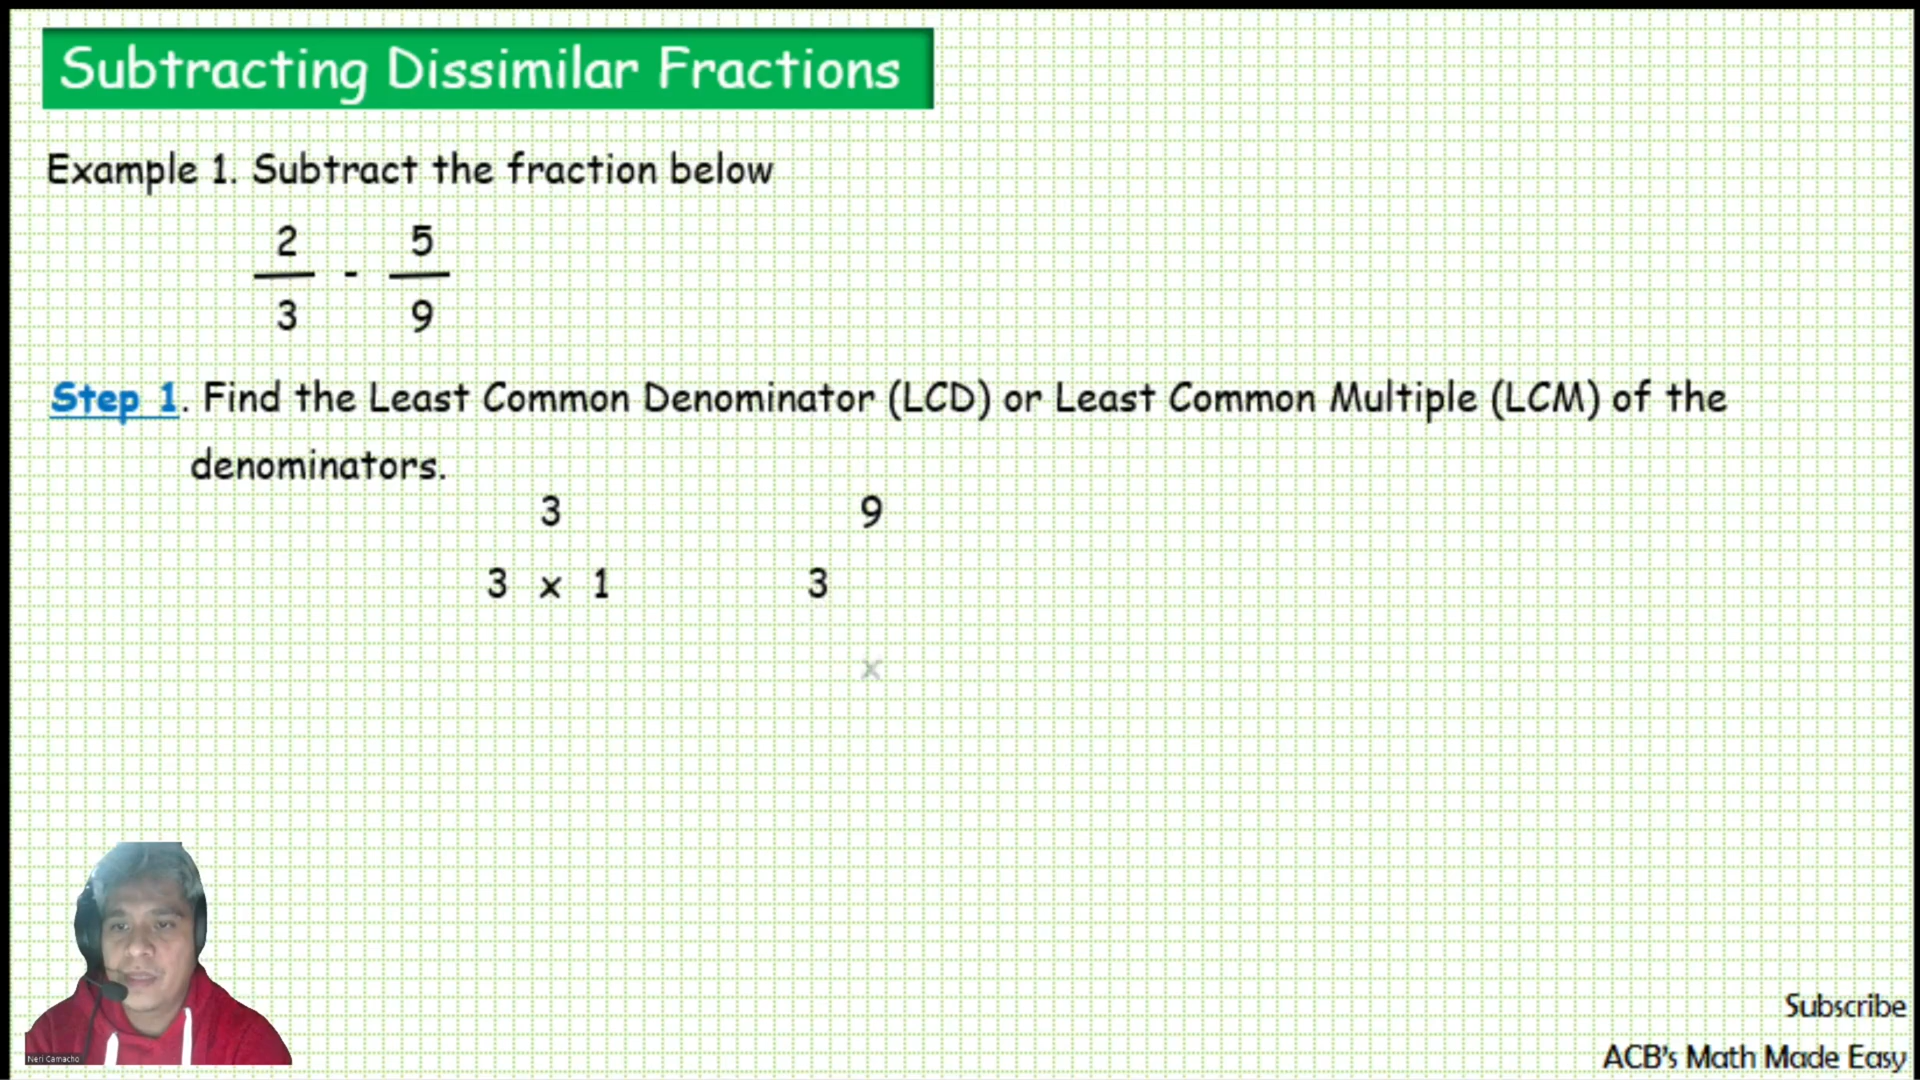 Subtracting Dissimilar Fractions
Example 1. Subtract the fraction below
2 5
-
3 9
Step 1. Find the Least Common Denominator (LCD) or Least Common Multiple (LCM) of the
denominators.
3 9
3 x 1 3
x
Neri Camacho
Subscribe
ACB's Math Made Easy